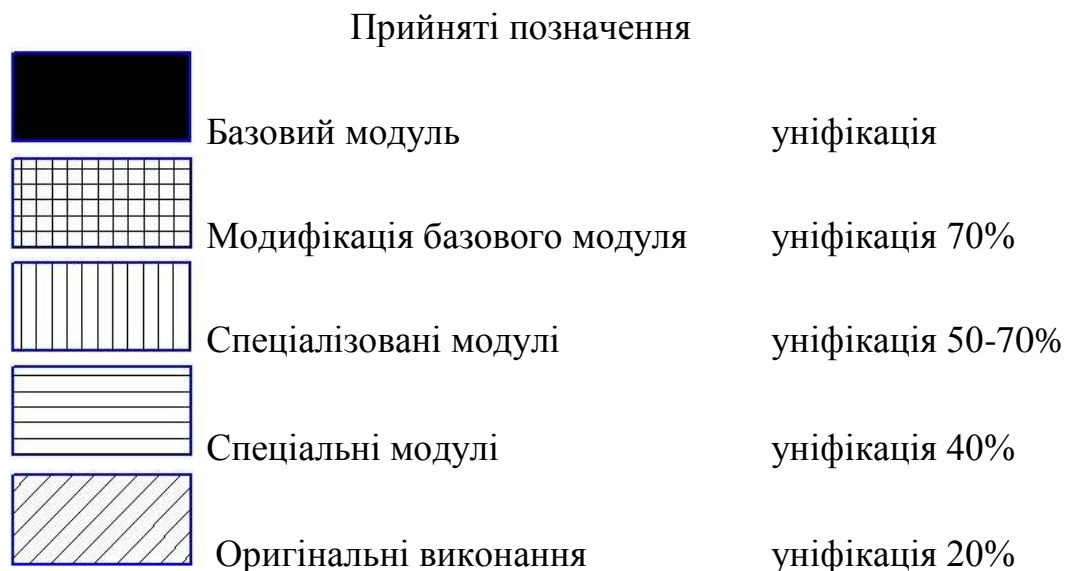 Прийняті позначення
Базовий модуль уніфікація
Модифікація базового модуля уніфікація 70%
Спеціалізовані модулі уніфікація 50-70%
Спеціальні модулі уніфікація 40%
Оригінальні виконання уніфікація 20%